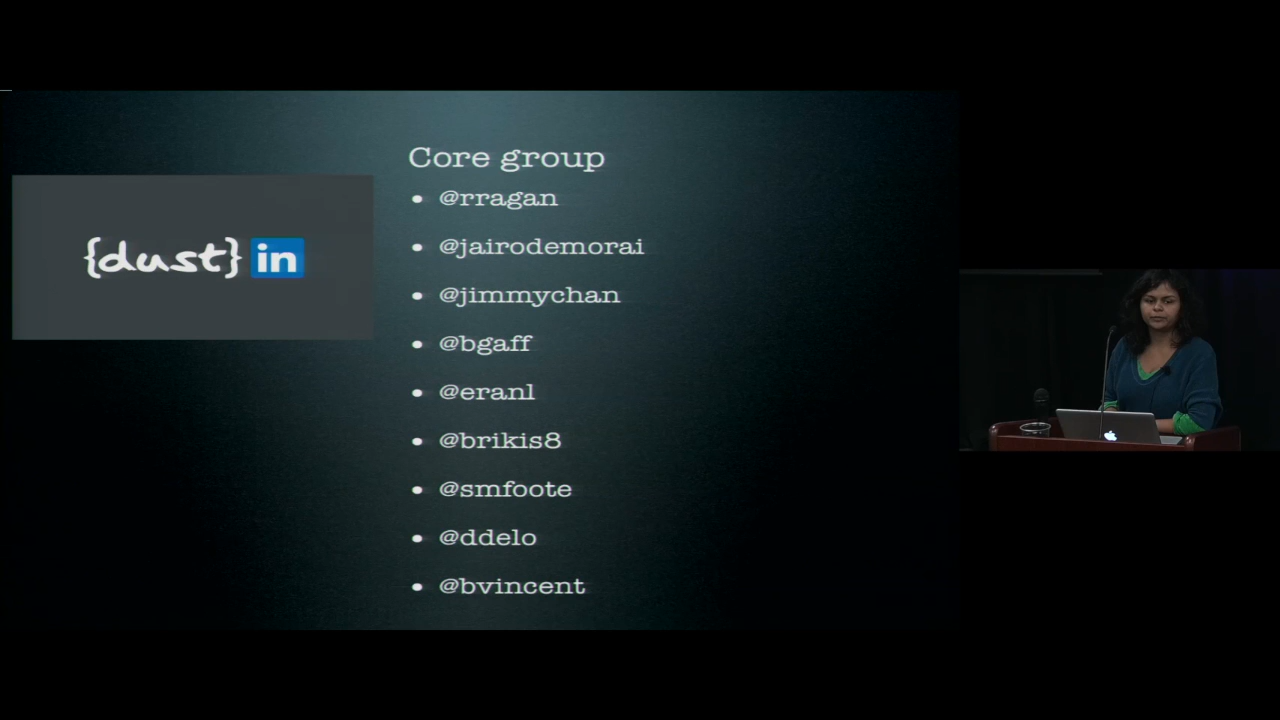 {dust} in
Core group
• @rragan
• @jairodemorai
• @jimmychan
• @bgaff
• @eranl
• @brikis8
• @smfoote
• @ddelo
• @bvincent